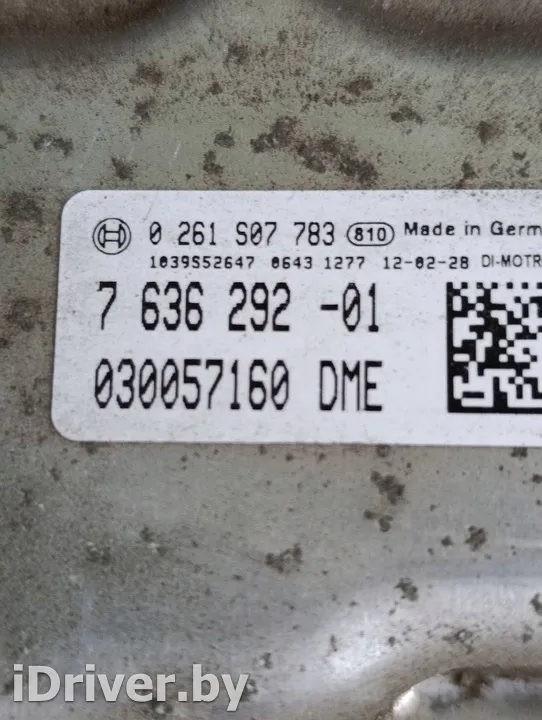 0 261 S07 783 810 Made in Germ
1039S52647 0643 1277 12-02-28 DI-MOTR
7 636 292 -01
030057160 DME
iDriver.by